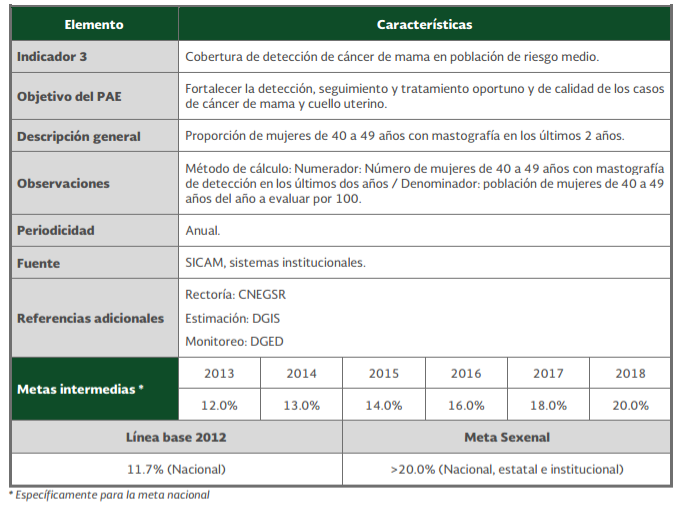 Elemento Características
Indicador 3 Cobertura de detección de cáncer de mama en población de riesgo medio.
Objetivo del PAE Fortalecer la detección, seguimiento y tratamiento oportuno y de calidad de los casos
de cáncer de mama y cuello uterino.
Descripción general Proporción de mujeres de 40 a 49 años con mastografía en los últimos 2 años.
Observaciones Método de cálculo: Numerador: Número de mujeres de 40 a 49 años con mastografía
de detección en los últimos dos años / Denominador: población de mujeres de 40 a 49
años del año a evaluar por 100.
Periodicidad Anual.
Fuente SICAM, sistemas institucionales.
Referencias adicionales Rectoría: CNEGSR
Estimación: DGIS
Monitoreo: DGED
Metas intermedias * 2013 2014 2015 2016 2017 2018
12.0% 13.0% 14.0% 16.0% 18.0% 20.0%
Línea base 2012 Meta Sexenal
11.7% (Nacional) >20.0% (Nacional, estatal e institucional)
* Específicamente para la meta nacional